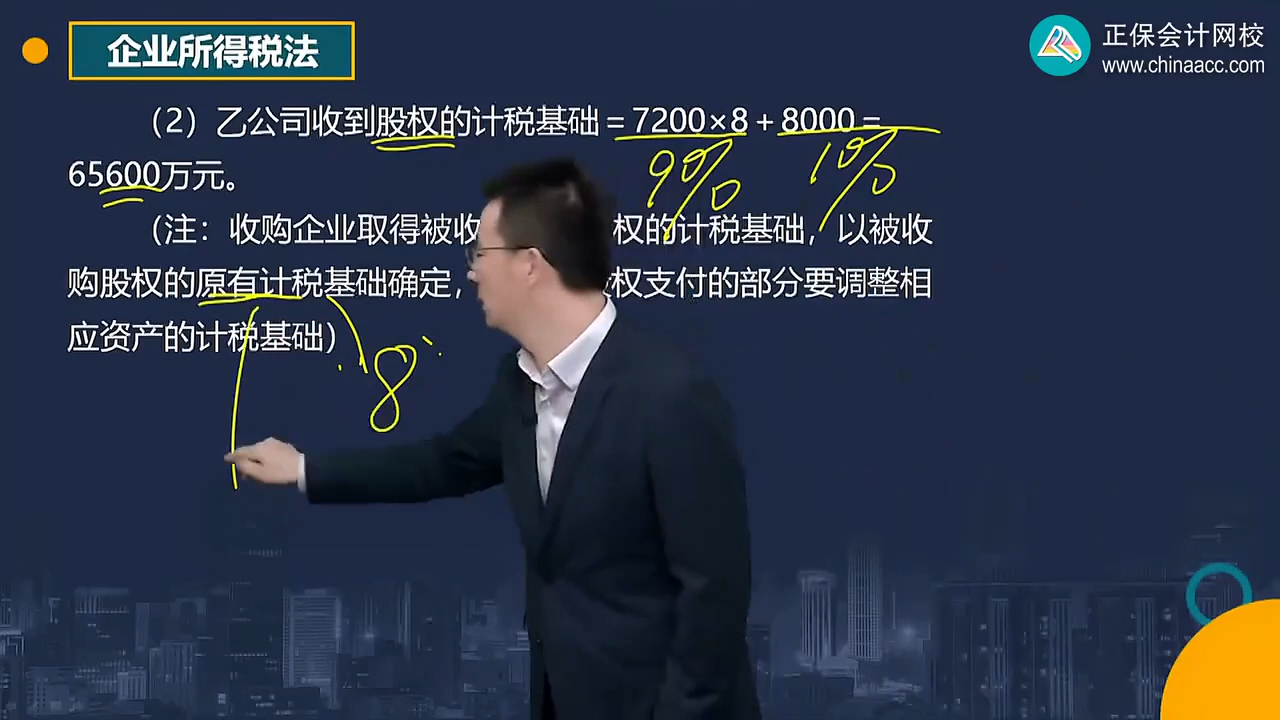 企业所得税法
正保会计网校
www.chinaacc.com
（2）乙公司收到股权的计税基础＝7200×8＋8000＝
65600万元。
90% 10%
（注：收购企业取得被收 权的计税基础，以被收
购股权的原有计税基础确定， 权支付的部分要调整相
应资产的计税基础）
8